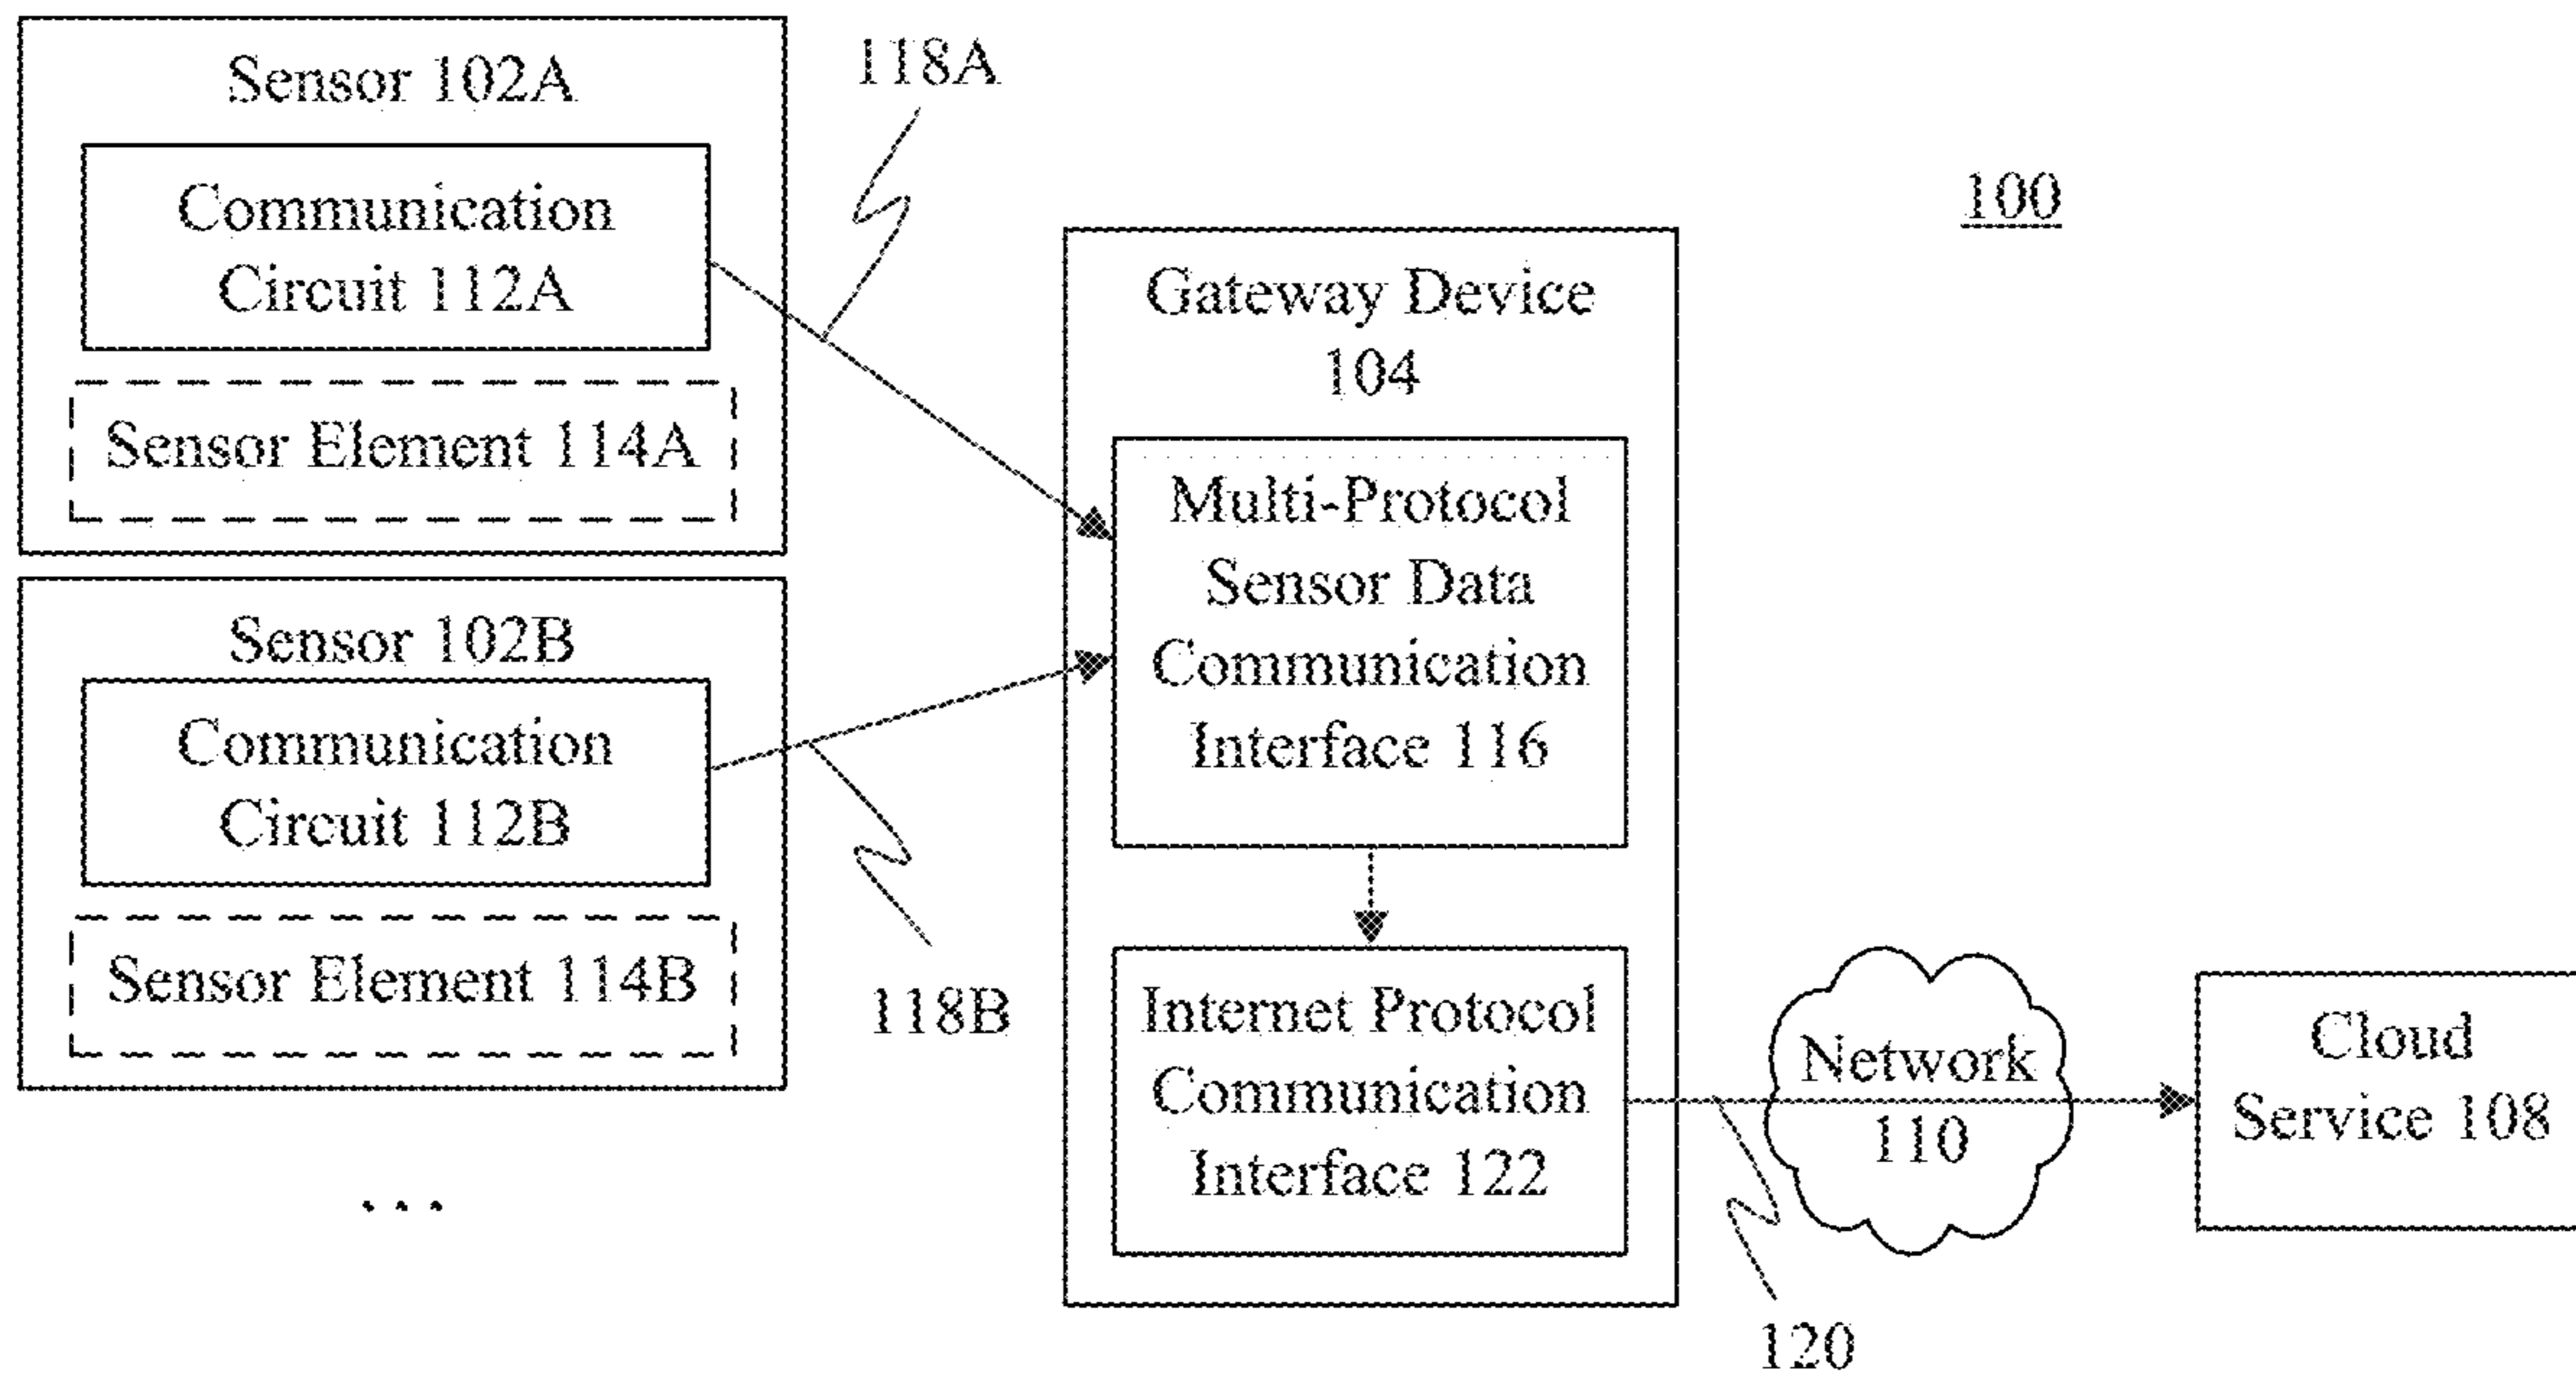 Sensor 102A
Communication
Circuit 112A
Sensor Element 114A
118A
100
Gateway Device
104
Multi-Protocol
Sensor Data
Communication
Interface 116
Sensor 102B
Communication
Circuit 112B
Sensor Element 114B
118B
Internet Protocol
Communication
Interface 122
Network
110
Cloud
Service 108
...
120